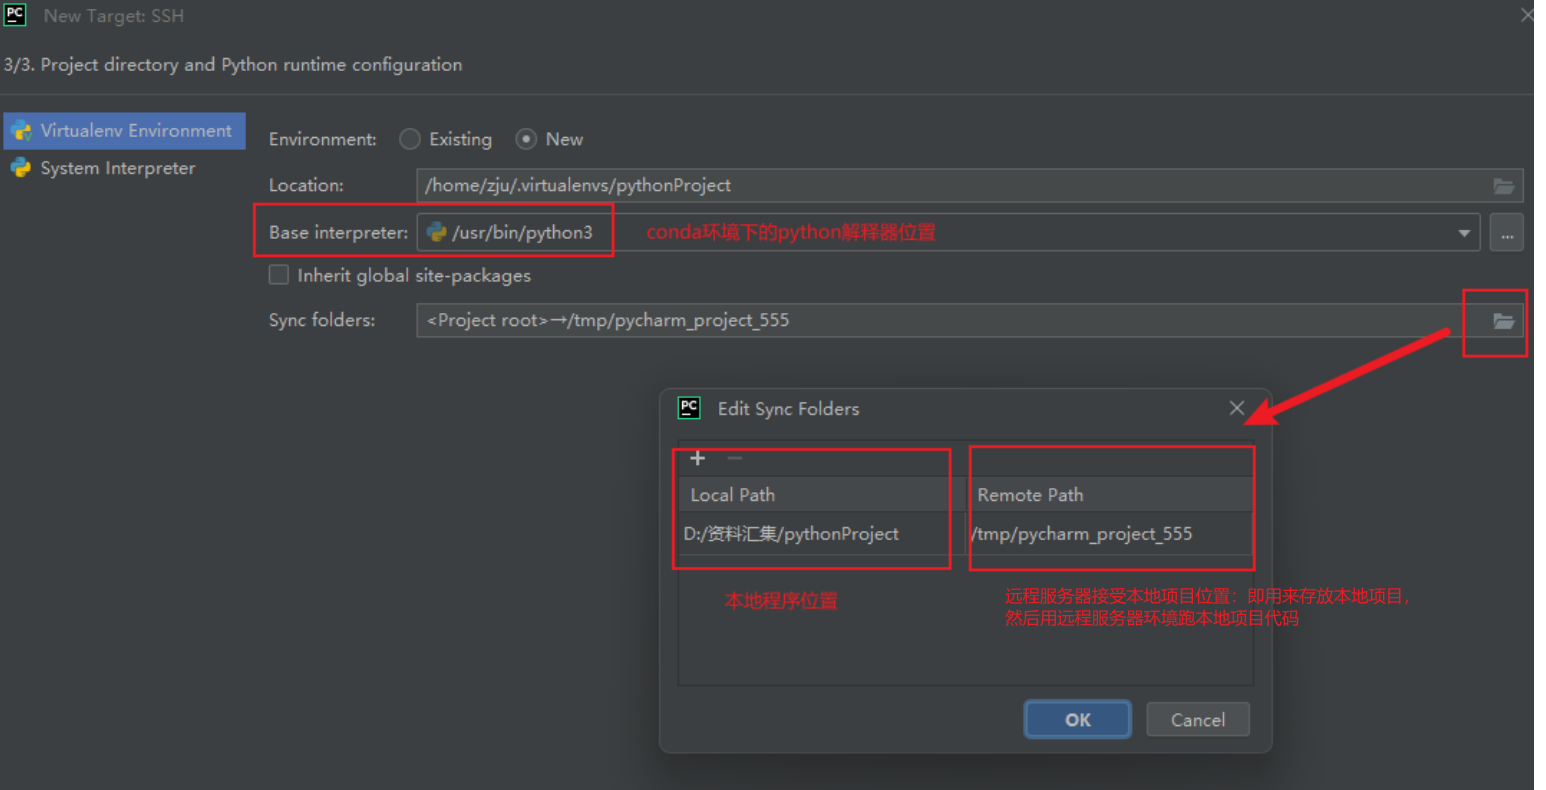 PC New Target: SSH
3/3. Project directory and Python runtime configuration
Virtualenv Environment
System Interpreter
Environment: Existing New
Location: /home/zju/.virtualenvs/pythonProject
Base interpreter: /usr/bin/python3 conda环境下的python解释器位置 ...
Inherit global site-packages
Sync folders: <Project root>→/tmp/pycharm_project_555
PC Edit Sync Folders
Local Path Remote Path
D:/资料汇集/pythonProject /tmp/pycharm_project_555
本地程序位置
远程服务器接受本地项目位置：即用来存放本地项目，
然后用远程服务器环境跑本地项目代码
OK Cancel